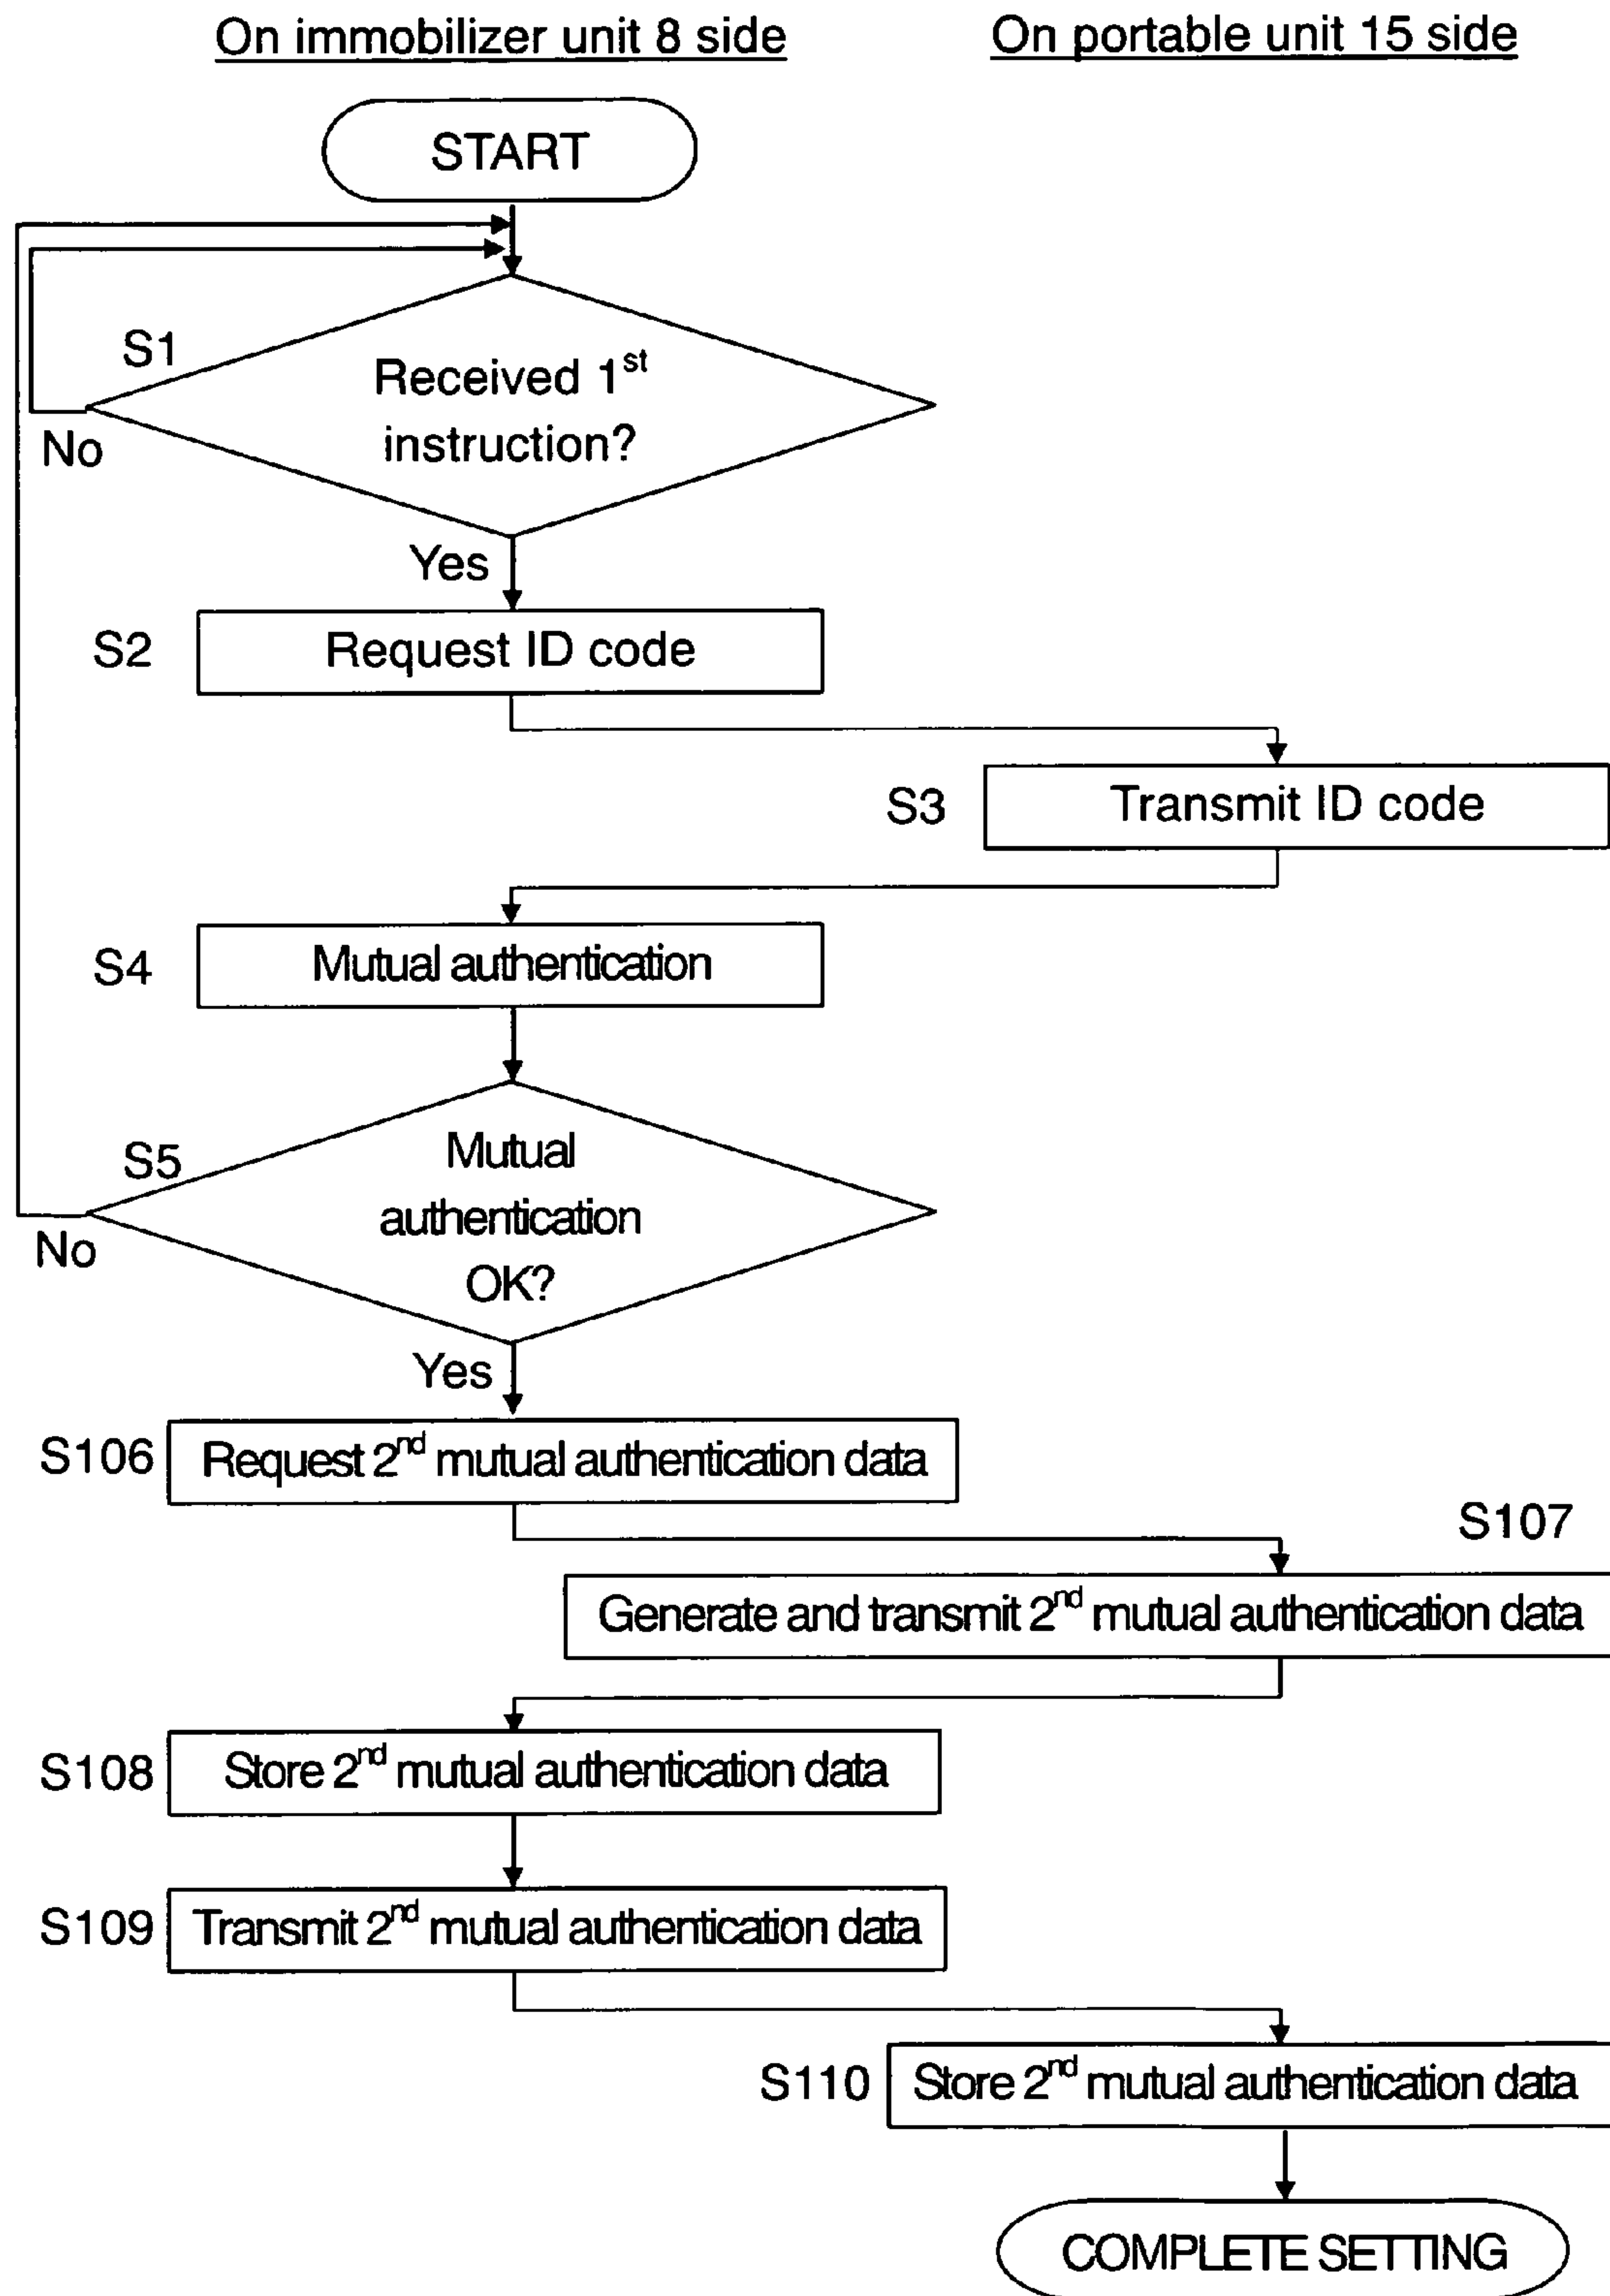 On immobilizer unit 8 side
On portable unit 15 side
START
S1
Received 1st
instruction?
No
Yes
S2
Request ID code
S3
Transmit ID code
S4
Mutual authentication
S5
Mutual
authentication
OK?
No
Yes
S106
Request 2nd mutual authentication data
S107
Generate and transmit 2nd mutual authentication data
S108
Store 2nd mutual authentication data
S109
Transmit 2nd mutual authentication data
S110
Store 2nd mutual authentication data
COMPLETE SETTING